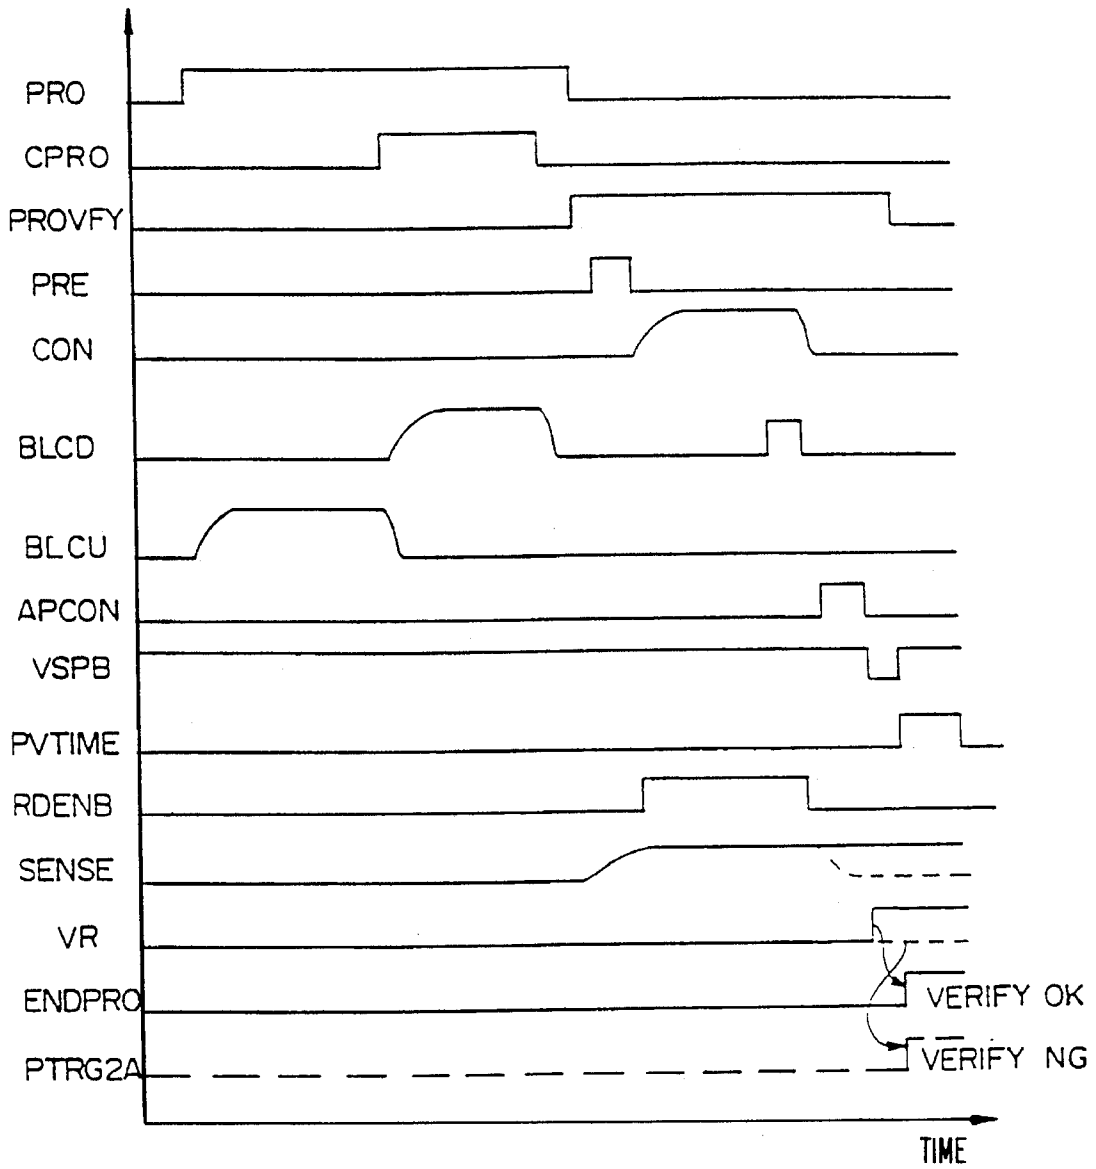 PRO
CPRO
PROVFY
PRE
CON
BLCD
BLCU
APCON
VSPB
PVTIME
RDENB
SENSE
VR
ENDPRO
VERIFY OK
PTRG2A
VERIFY NG
TIME